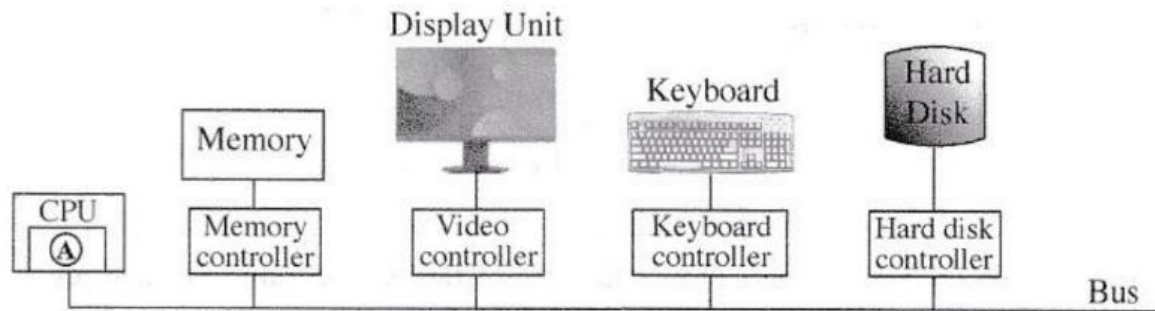 Display Unit
Keyboard
Hard
Disk
Memory
CPU
A
Memory
controller
Video
controller
Keyboard
controller
Hard disk
controller
Bus